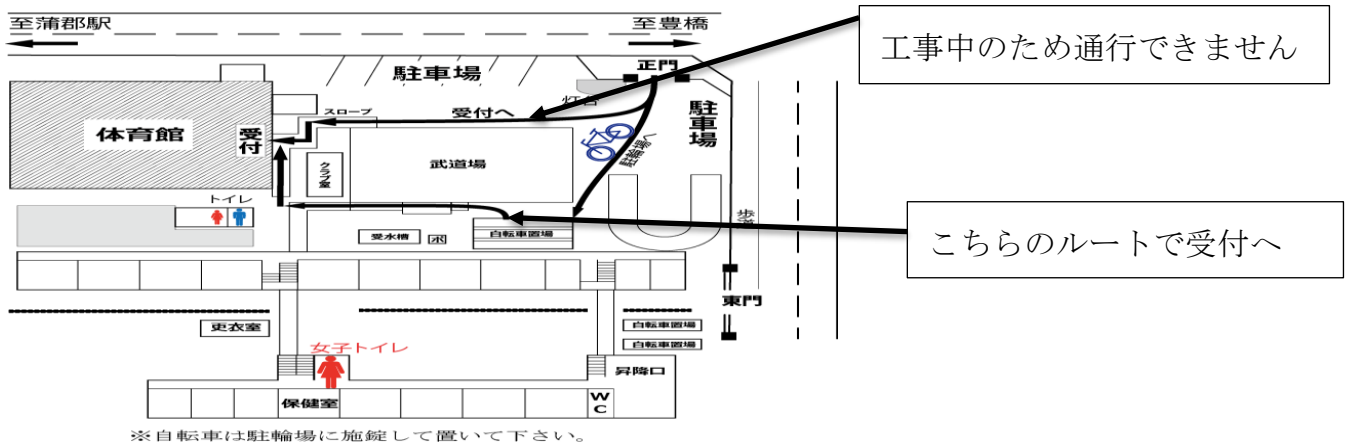 至蒲郡駅
至豊橋
工事中のため通行できません
駐車場
正門
灯台
スロープ
受付へ
駐車場
体育館
受付
クラブ室
武道場
駐輪場へ
トイレ
歩道
受水槽
自転車置場
こちらのルートで受付へ
東門
更衣室
自転車置場
自転車置場
女子トイレ
昇降口
保健室
WC
※自転車は駐輪場に施錠して置いて下さい。